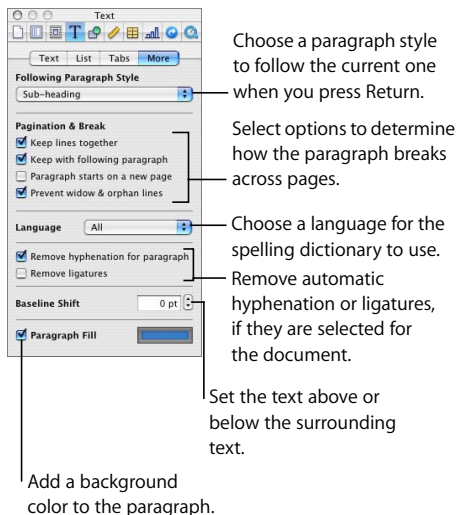 Text
Text List Tabs More
Following Paragraph Style
Sub-heading
Pagination & Break
Keep lines together
Keep with following paragraph
Paragraph starts on a new page
Prevent widow & orphan lines
Language All
Remove hyphenation for paragraph
Remove ligatures
Baseline Shift 0 pt
Paragraph Fill
Choose a paragraph style
to follow the current one
when you press Return.
Select options to determine
how the paragraph breaks
across pages.
Choose a language for the
spelling dictionary to use.
Remove automatic
hyphenation or ligatures,
if they are selected for
the document.
Set the text above or
below the surrounding
text.
Add a background
color to the paragraph.